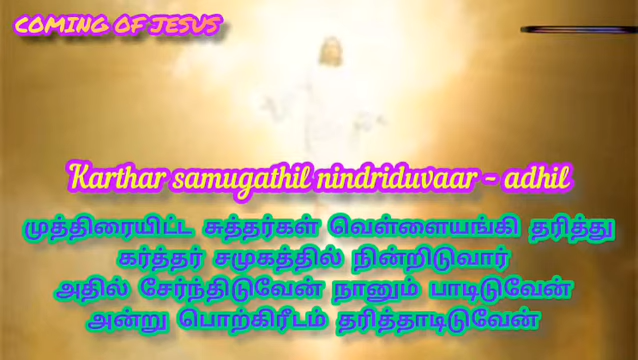 COMING OF JESUS
Karthar samugathil nindriduvaar - adhil
முத்திரையிட்ட சுத்தர்கள் வெள்ளையங்கி தரித்து
கர்த்தர் சமுகத்தில் நின்றிடுவார்
அதில் சேர்ந்திடுவேன் நானும் பாடிடுவேன்
அன்று பொற்கிரீடம் தரித்தாடிடுவேன்